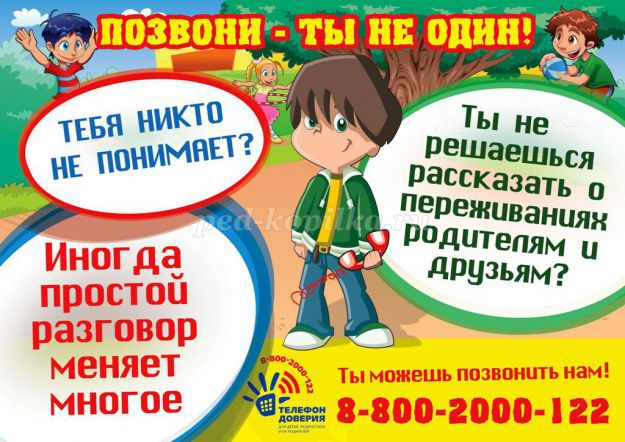 ПОЗВОНИ - ТЫ НЕ ОДИН!
ТЕБЯ НИКТО
НЕ ПОНИМАЕТ?
Ты не
решаешься
рассказать о
переживаниях
родителям и
друзьям?
ped-kopilka.ru
Иногда
простой
разговор
меняет
многое
8-800-2000-122
ТЕЛЕФОН
ДОВЕРИЯ
ДЛЯ ДЕТЕЙ, ПОДРОСТКОВ
И ИХ РОДИТЕЛЕЙ
Ты можешь позвонить нам!
8-800-2000-122